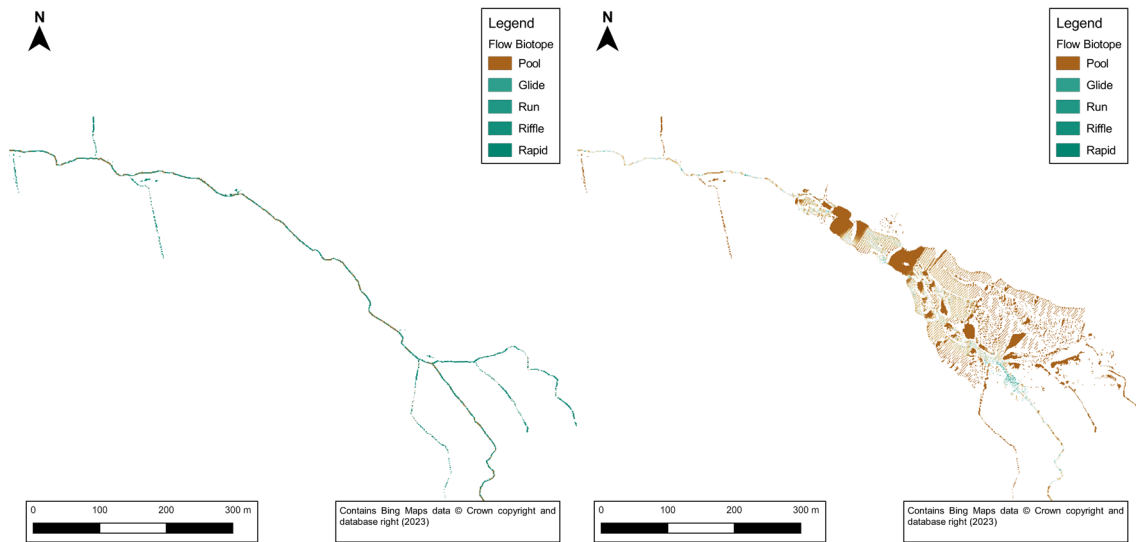 N
Legend
Flow Biotope
Pool
Glide
Run
Riffle
Rapid
0 100 200 300 m
Contains Bing Maps data © Crown copyright and
database right (2023)
N
Legend
Flow Biotope
Pool
Glide
Run
Riffle
Rapid
0 100 200 300 m
Contains Bing Maps data © Crown copyright and
database right (2023)